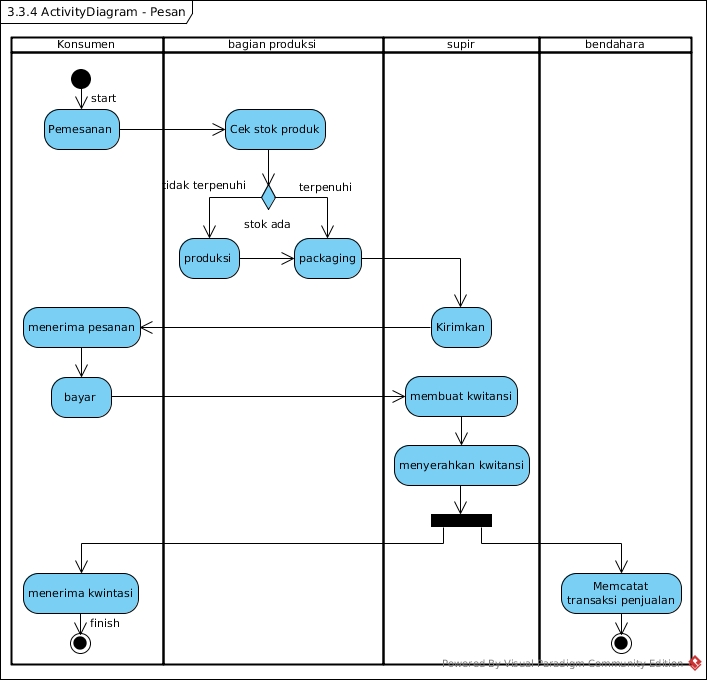 3.3.4 ActivityDiagram - Pesan
Konsumen
bagian produksi
supir
bendahara
start
Pemesanan
Cek stok produk
tidak terpenuhi
terpenuhi
stok ada
produksi
packaging
menerima pesanan
Kirimkan
bayar
membuat kwitansi
menyerahkan kwitansi
menerima kwintasi
Memcatat
transaksi penjualan
finish
Powered By Visual Paradigm Community Edition